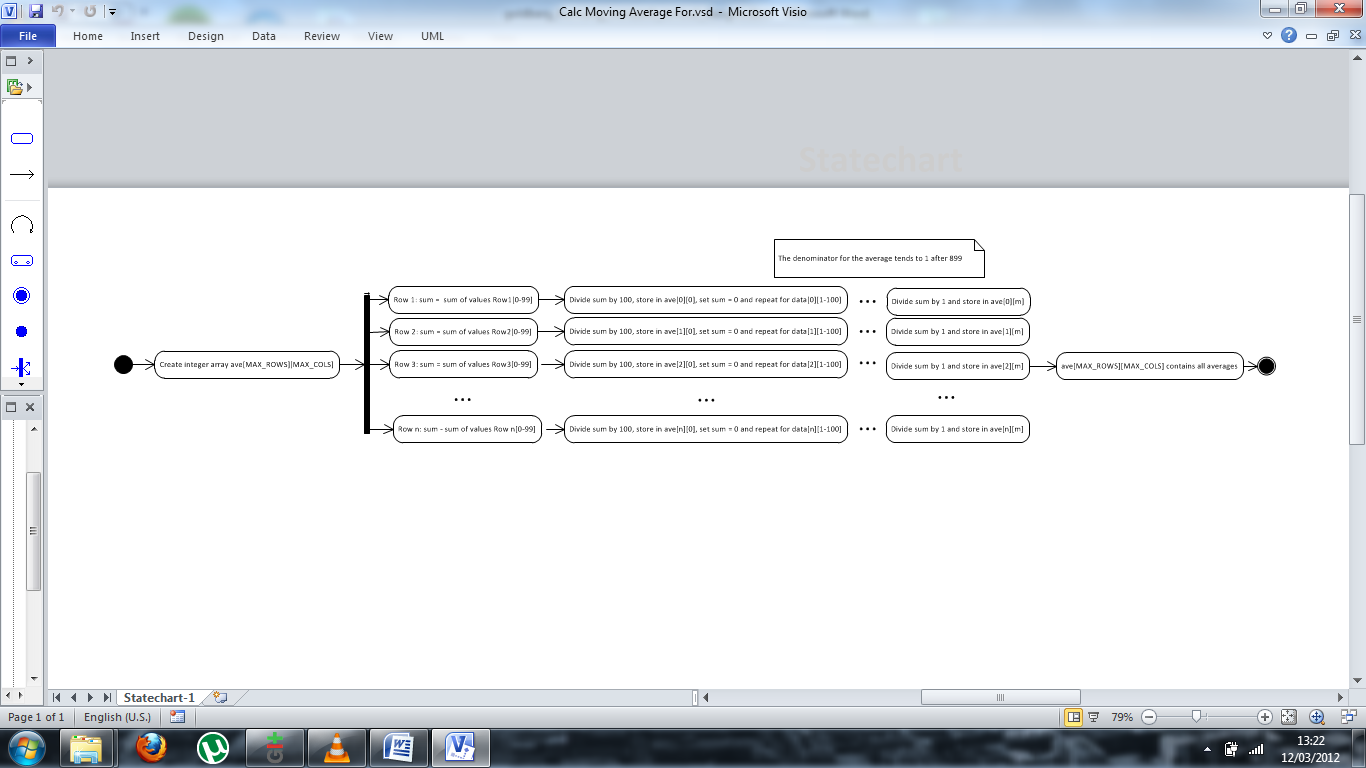 Calc Moving Average For.vsd - Microsoft Visio
File Home Insert Design Data Review View UML
Statechart
The denominator for the average tends to 1 after 899
Row 1: sum = sum of values Row1[0-99] Divide sum by 100, store in ave[0][0], set sum = 0 and repeat for data[0][1-100] ••• Divide sum by 1 and store in ave[0][m]
Row 2: sum = sum of values Row2[0-99] Divide sum by 100, store in ave[1][0], set sum = 0 and repeat for data[1][1-100] ••• Divide sum by 1 and store in ave[1][m]
Create integer array ave[MAX_ROWS][MAX_COLS] Row 3: sum = sum of values Row3[0-99] Divide sum by 100, store in ave[2][0], set sum = 0 and repeat for data[2][1-100] ••• Divide sum by 1 and store in ave[2][m] ave[MAX_ROWS][MAX_COLS] contains all averages
••• ••• •••
Row n: sum - sum of values Row n[0-99] Divide sum by 100, store in ave[n][0], set sum = 0 and repeat for data[n][1-100] ••• Divide sum by 1 and store in ave[n][m]
Statechart-1
Page 1 of 1 English (U.S.) 79%
13:22
12/03/2012